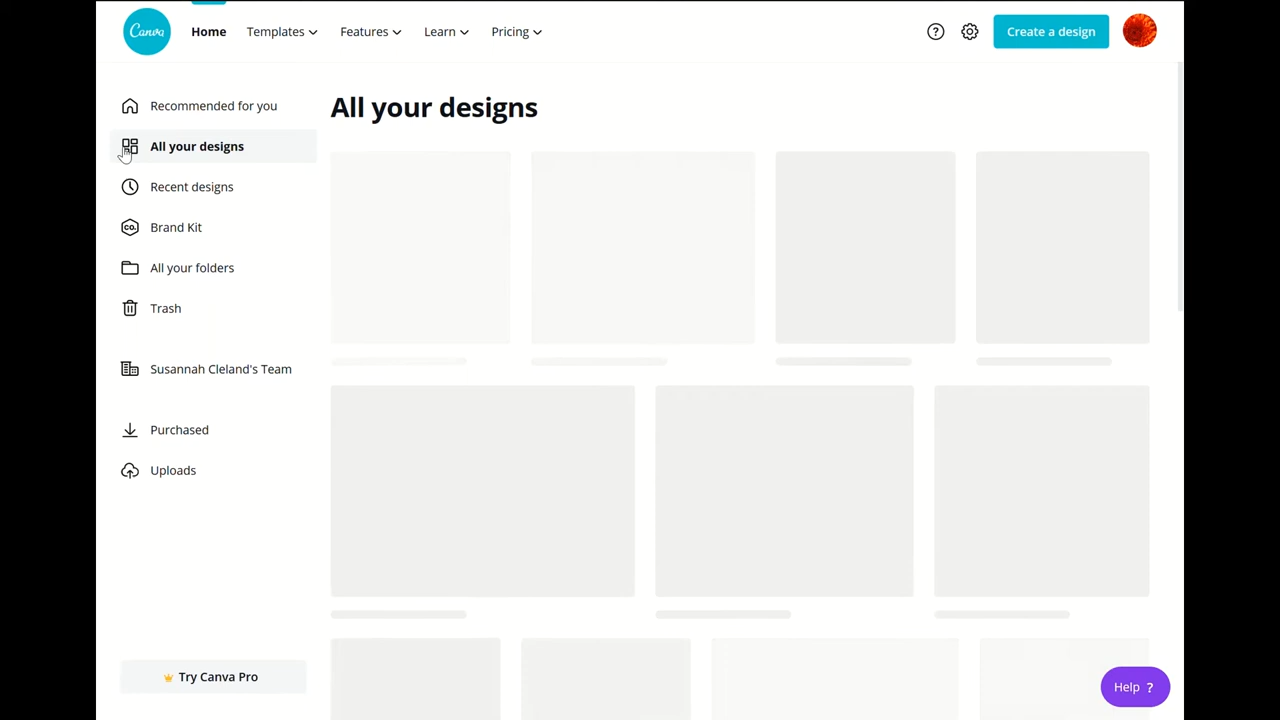 Canva
Home
Templates
Features
Learn
Pricing
?
Create a design
Recommended for you
All your designs
Recent designs
CO.
Brand Kit
All your folders
Trash
Susannah Cleland's Team
Purchased
Uploads
Try Canva Pro
All your designs
Help ?